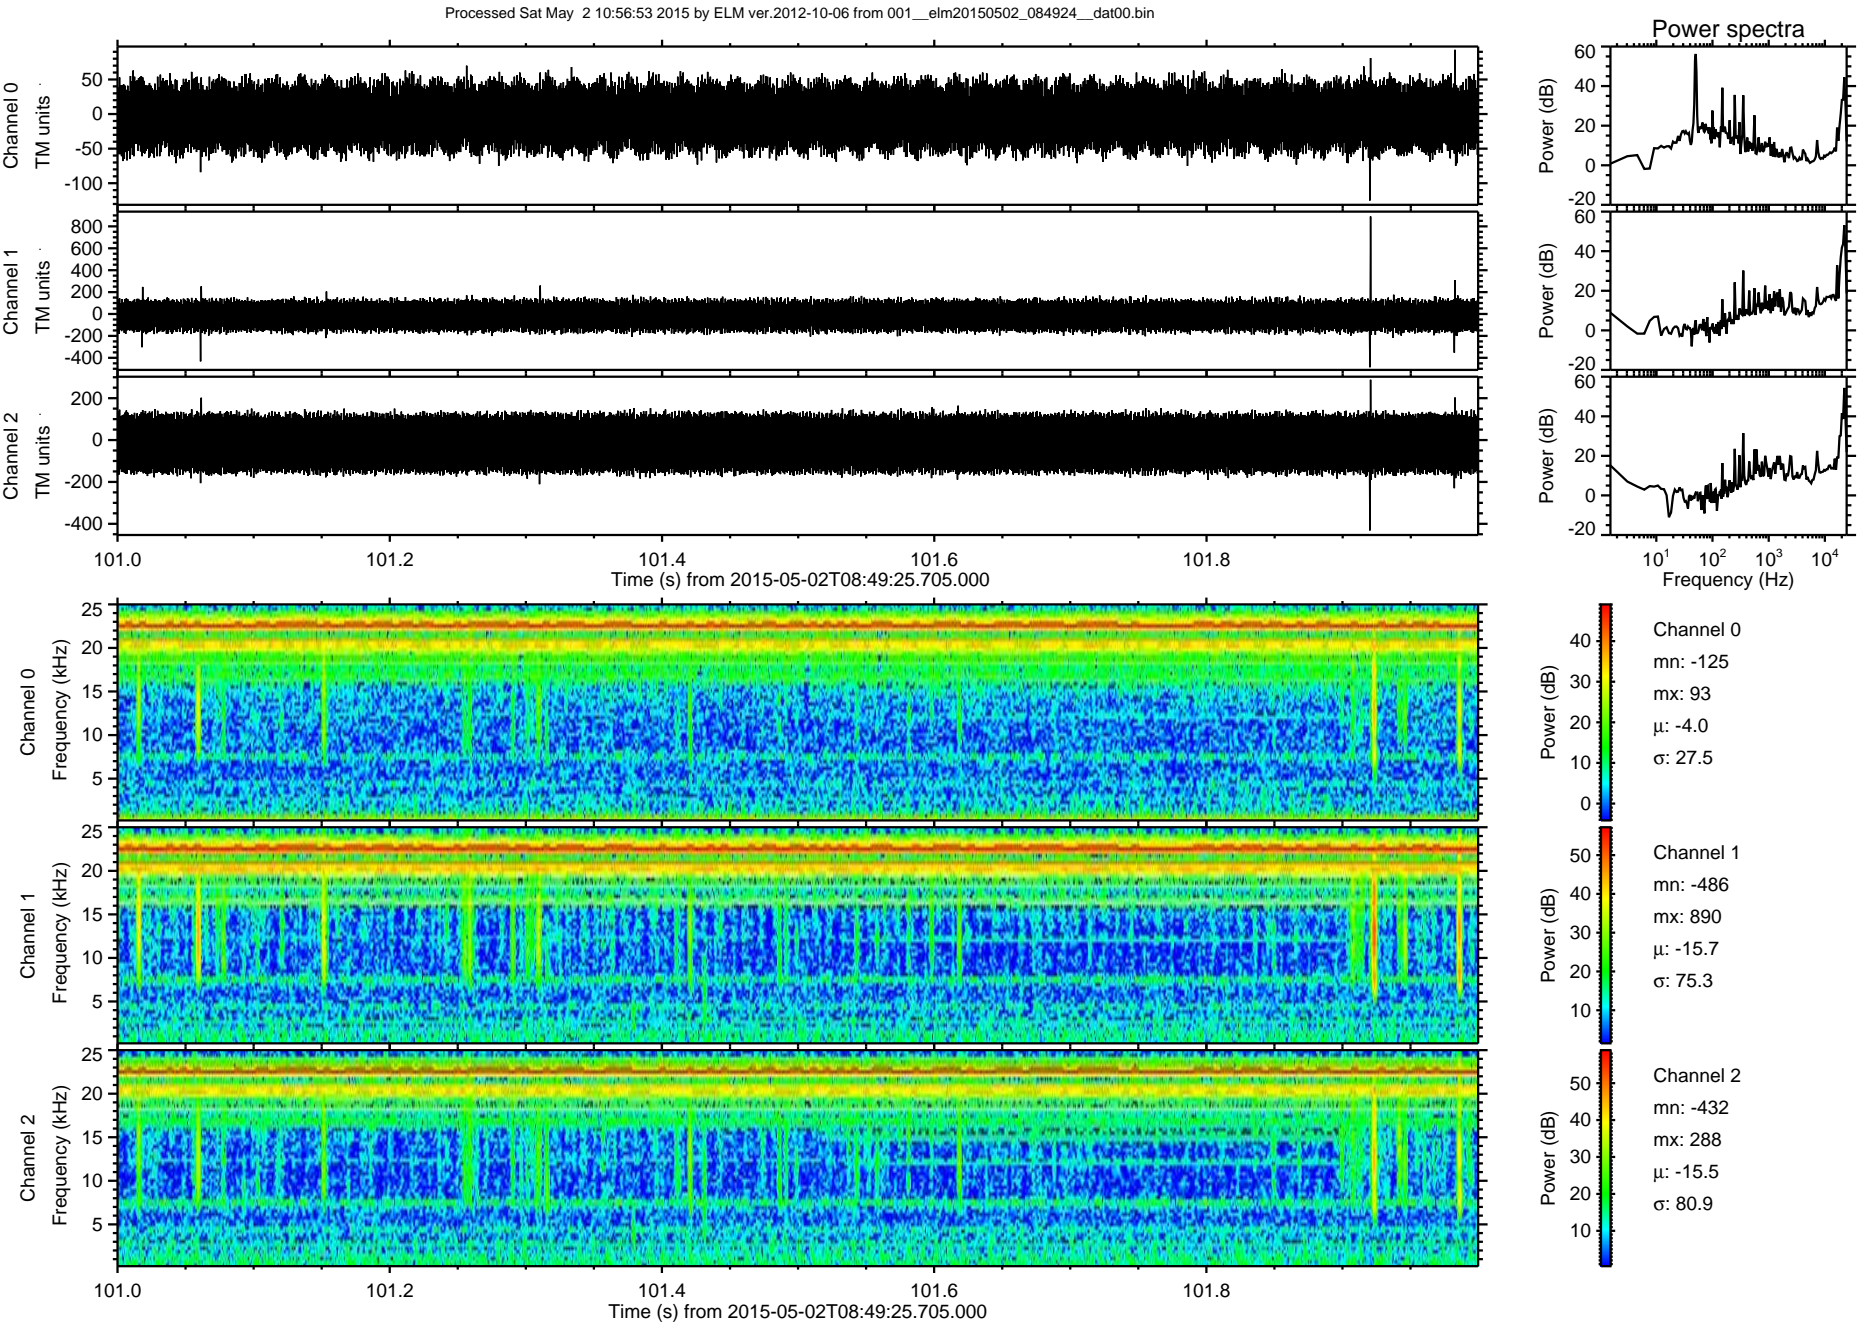 Processed Sat May  2 10:56:53 2015 by ELM ver.2012-10-06 from 001__elm20150502_084924__dat00.bin
Power spectra
Channel 0
TM units
50
0
-50
-100
Power (dB)
60
40
20
0
-20
Channel 1
TM units
800
600
400
200
0
-200
-400
Power (dB)
60
40
20
0
-20
Channel 2
TM units
200
0
-200
-400
Power (dB)
60
40
20
0
-20
101.0 101.2 101.4 101.6 101.8
Time (s) from 2015-05-02T08:49:25.705.000
10^1 10^2 10^3 10^4
Frequency (Hz)
Channel 0
Frequency (kHz)
25
20
15
10
5
Power (dB)
40
30
20
10
0
Channel 0
mn: -125
mx: 93
μ: -4.0
σ: 27.5
Channel 1
Frequency (kHz)
25
20
15
10
5
Power (dB)
50
40
30
20
10
Channel 1
mn: -486
mx: 890
μ: -15.7
σ: 75.3
Channel 2
Frequency (kHz)
25
20
15
10
5
Power (dB)
50
40
30
20
10
Channel 2
mn: -432
mx: 288
μ: -15.5
σ: 80.9
101.0 101.2 101.4 101.6 101.8
Time (s) from 2015-05-02T08:49:25.705.000